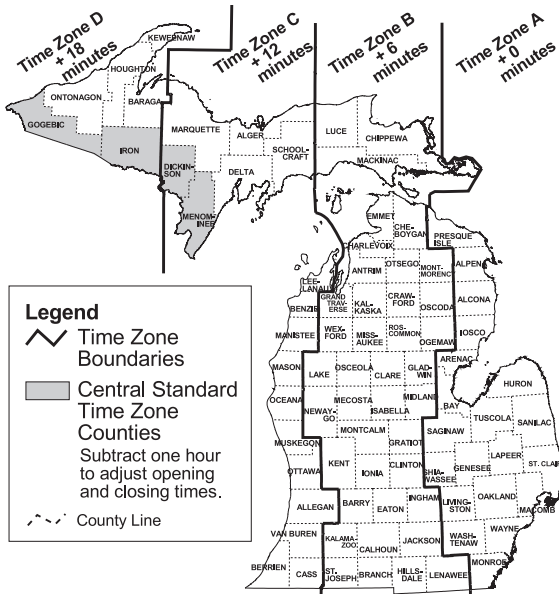 Time Zone D
+ 18
minutes
Time Zone C
+ 12
minutes
Time Zone B
+ 6
minutes
Time Zone A
+ 0
minutes
KEWEENAW
HOUGHTON
ONTONAGON
BARAGA
GOGEBIC
IRON
MARQUETTE
DICKIN-
SON
MENOM-
INEE
ALGER
DELTA
SCHOOL-
CRAFT
LUCE
CHIPPEWA
MACKINAC
EMMET
CHE-
BOYGAN
PRESQUE
ISLE
CHARLEVOIX
ANTRIM
OTSEGO
MONT-
MORENCY
ALPENA
LEE-
LANAU
BENZIE
GRAND
TRAV-
ERSE
KAL-
KASKA
CRAW-
FORD
OSCODA
ALCONA
MANISTEE
WEX-
FORD
MISS-
AUKEE
ROS-
COMMON
OGEMAW
IOSCO
ARENAC
MASON
LAKE
OSCEOLA
CLARE
GLAD-
WIN
HURON
OCEANA
NEWAY-
GO
MECOSTA
ISABELLA
MIDLAND
BAY
TUSCOLA
SANILAC
MUSKEGON
MONTCALM
GRATIOT
SAGINAW
LAPEER
ST. CLAIR
OTTAWA
KENT
IONIA
CLINTON
SHIA-
WASSEE
GENESEE
ALLEGAN
BARRY
EATON
INGHAM
LIVING-
STON
OAKLAND
MACOMB
VAN BUREN
KALAMA-
ZOO
CALHOUN
JACKSON
WASH-
TENAW
WAYNE
BERRIEN
CASS
ST.
JOSEPH
BRANCH
HILLS-
DALE
LENAWEE
MONROE
Legend
Time Zone
Boundaries
Central Standard
Time Zone
Counties
Subtract one hour
to adjust opening
and closing times.
County Line